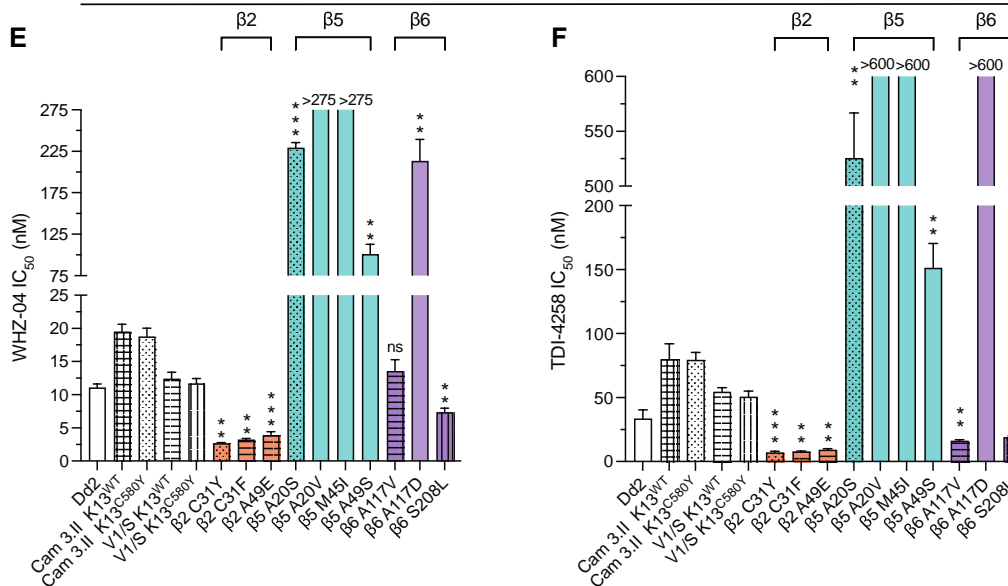 E
β2
β5
β6
WHZ-04 IC50 (nM)
275
225
175
125
75
25
20
15
10
5
0
***
>275
>275
**
**
ns
**
**
**
***
Dd2
Cam 3.II K13WT
Cam 3.II K13C580Y
V1/S K13WT
V1/S K13C580Y
β2 C31Y
β2 C31F
β2 A49E
β5 A20S
β5 A20V
β5 M45I
β5 A49S
β6 A117V
β6 A117D
β6 S208L
F
β2
β5
β6
TDI-4258 IC50 (nM)
600
550
500
200
150
100
50
0
**
>600
>600
>600
**
***
**
**
**
Dd2
Cam 3.II K13WT
Cam 3.II K13C580Y
V1/S K13WT
V1/S K13C580Y
β2 C31Y
β2 C31F
β2 A49E
β5 A20S
β5 A20V
β5 M45I
β5 A49S
β6 A117V
β6 A117D
β6 S208L